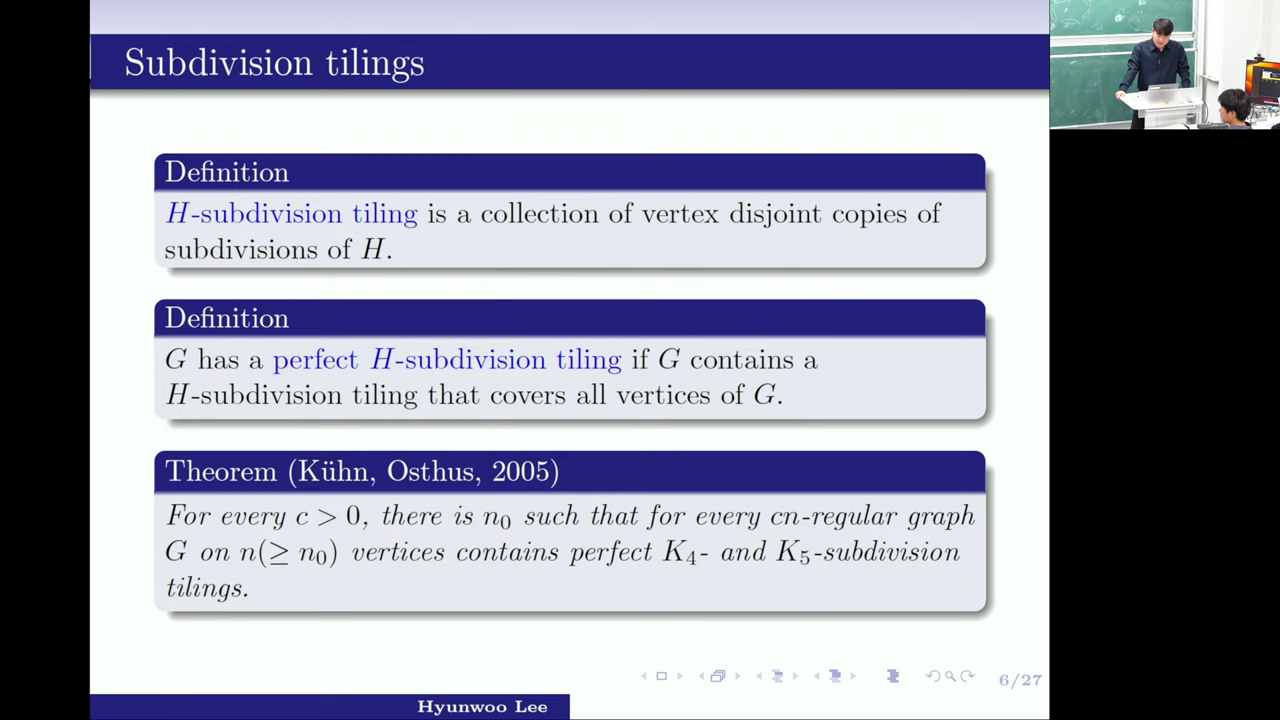 Subdivision tilings
Definition
H-subdivision tiling is a collection of vertex disjoint copies of
subdivisions of H.
Definition
G has a perfect H-subdivision tiling if G contains a
H-subdivision tiling that covers all vertices of G.
Theorem (Kühn, Osthus, 2005)
For every c > 0, there is n₀ such that for every cn-regular graph
G on n(≥ n₀) vertices contains perfect K₄- and K₅-subdivision
tilings.
6/27
Hyunwoo Lee